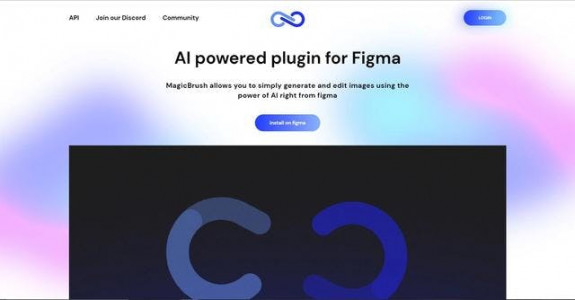 API
Join our Discord
Community
LOGIN
AI powered plugin for Figma
MagicBrush allows you to simply generate and edit images using the
power of AI right from figma
Install on figma